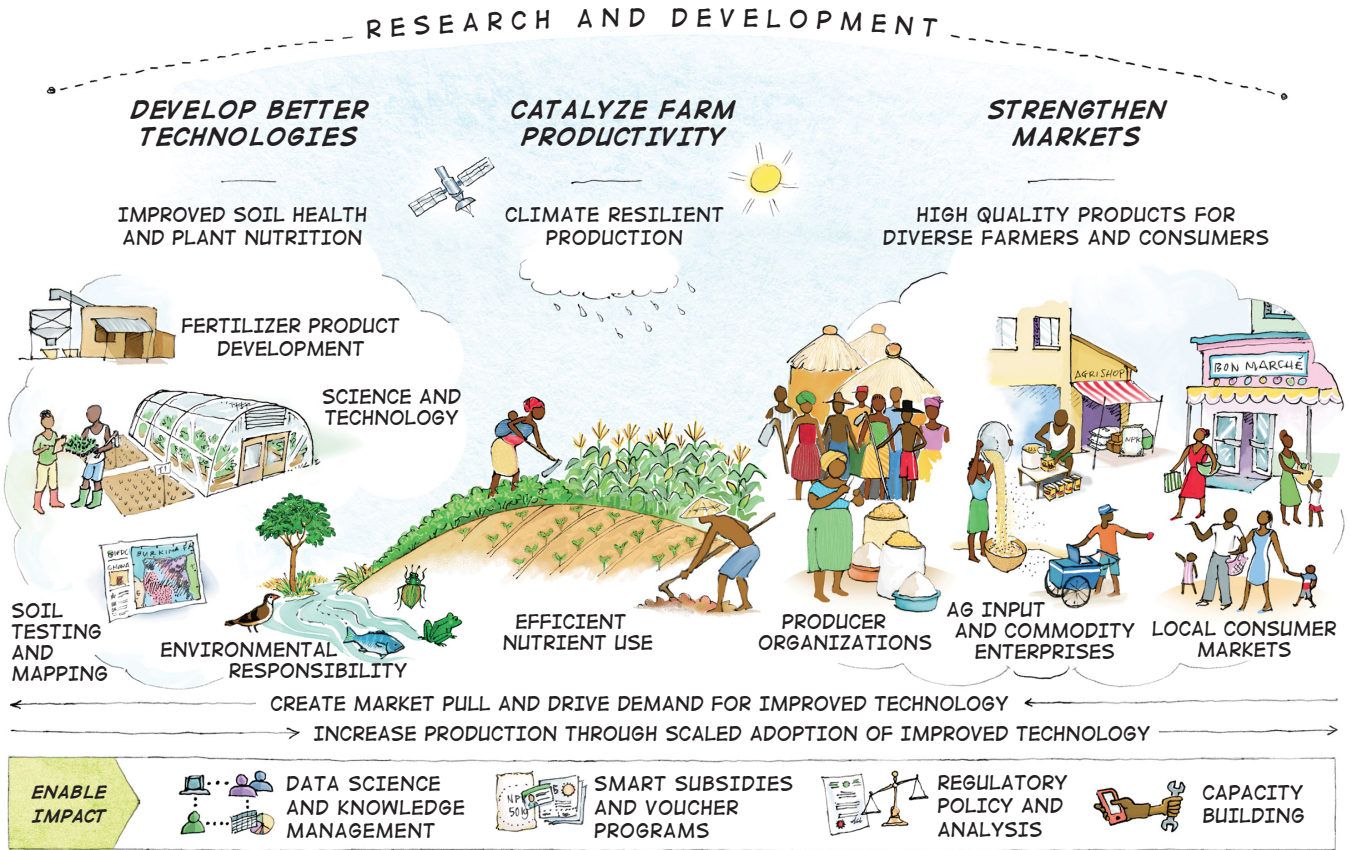 RESEARCH AND DEVELOPMENT
DEVELOP BETTER
TECHNOLOGIES
IMPROVED SOIL HEALTH
AND PLANT NUTRITION
CATALYZE FARM
PRODUCTIVITY
CLIMATE RESILIENT
PRODUCTION
STRENGTHEN
MARKETS
HIGH QUALITY PRODUCTS FOR
DIVERSE FARMERS AND CONSUMERS
FERTILIZER PRODUCT
DEVELOPMENT
SCIENCE AND
TECHNOLOGY
T1
IFDC
GHANA
BURKINA FA
SOIL
TESTING
AND
MAPPING
ENVIRONMENTAL
RESPONSIBILITY
EFFICIENT
NUTRIENT USE
AGRISHOP
NPK
BON MARCHÉ
PRODUCER
ORGANIZATIONS
AG INPUT
AND COMMODITY
ENTERPRISES
LOCAL CONSUMER
MARKETS
CREATE MARKET PULL AND DRIVE DEMAND FOR IMPROVED TECHNOLOGY
INCREASE PRODUCTION THROUGH SCALED ADOPTION OF IMPROVED TECHNOLOGY
ENABLE
IMPACT
DATA SCIENCE
AND KNOWLEDGE
MANAGEMENT
NP
50
SMART SUBSIDIES
AND VOUCHER
PROGRAMS
REGULATORY
POLICY AND
ANALYSIS
CAPACITY
BUILDING